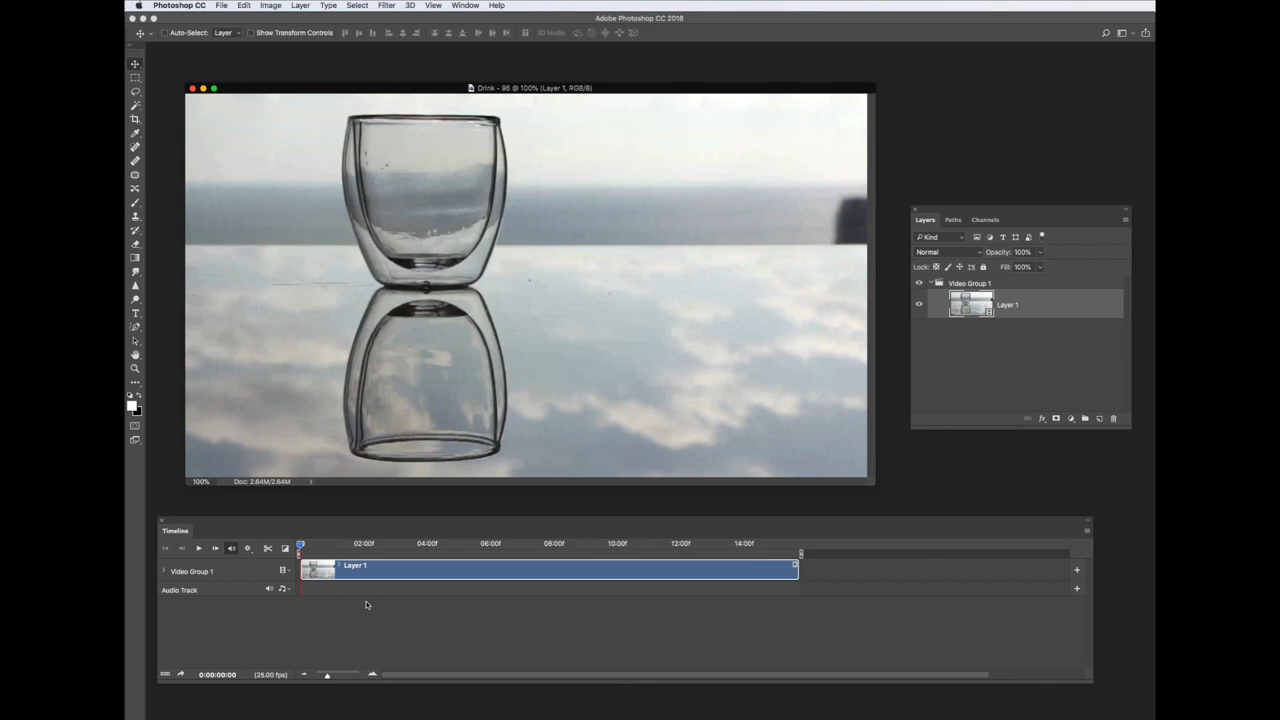 Photoshop CC File Edit Image Layer Type Select Filter 3D View Window Help
Adobe Photoshop CC 2018
Auto-Select: Layer Show Transform Controls 3D Mode:
Drink - 96 @ 100% (Layer 1, RGB/8)
Layers Paths Channels
Kind
Normal Opacity: 100%
Lock: Fill: 100%
Video Group 1
Layer 1
100% Doc: 2.64M/2.64M
Timeline
02:00f 04:00f 06:00f 08:00f 10:00f 12:00f 14:00f
Layer 1
Video Group 1
Audio Track
0:00:00:00 (25.00 fps)